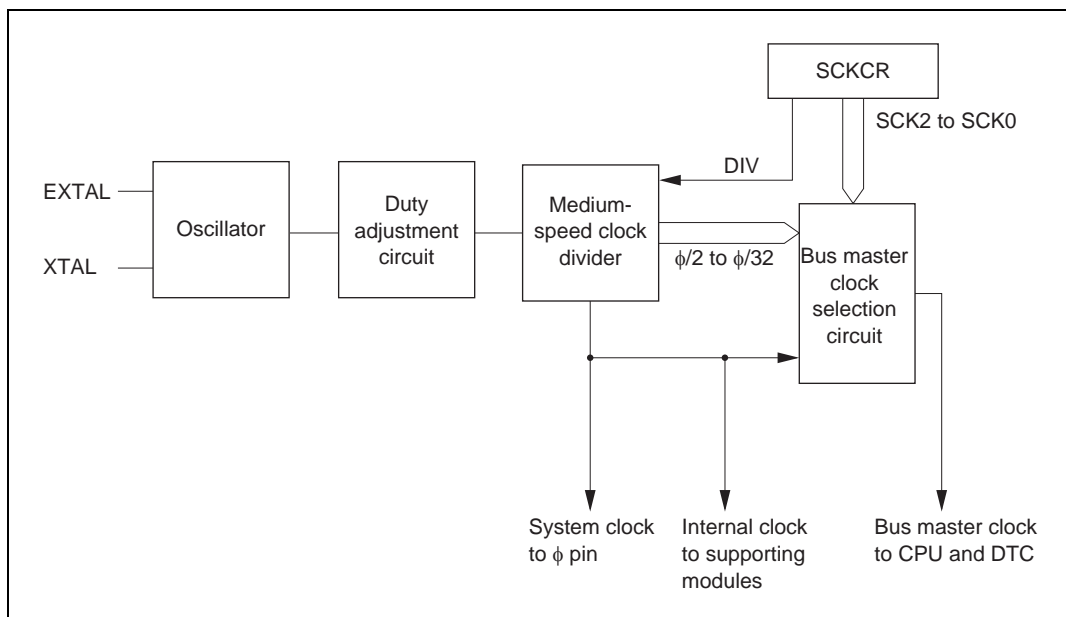 SCKCR
SCK2 to SCK0
DIV
EXTAL
XTAL
Oscillator
Duty
adjustment
circuit
Medium-
speed clock
divider
ϕ/2 to ϕ/32
Bus master
clock
selection
circuit
System clock
to ϕ pin
Internal clock
to supporting
modules
Bus master clock
to CPU and DTC